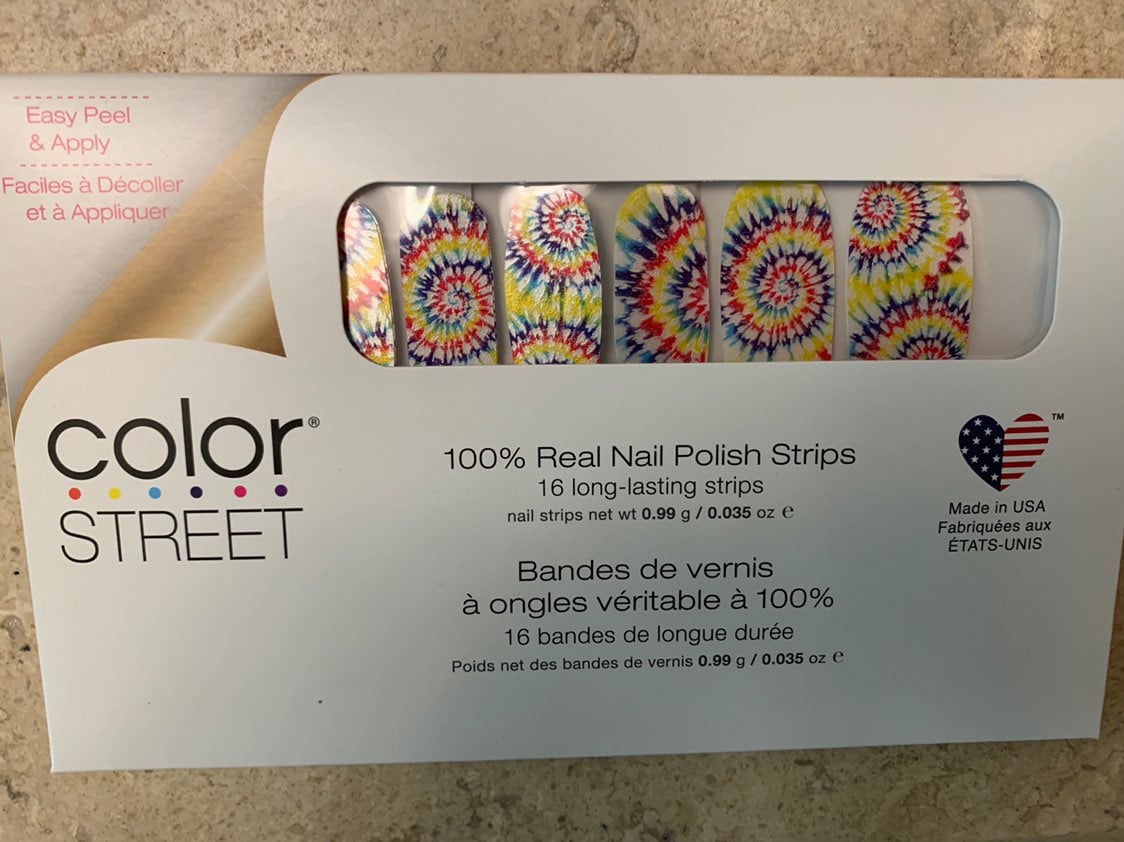 Easy Peel
& Apply
Faciles à Décoller
et à Appliquer
color®
STREET
100% Real Nail Polish Strips
16 long-lasting strips
nail strips net wt 0.99 g / 0.035 oz ℮
Bandes de vernis
à ongles véritable à 100%
16 bandes de longue durée
Poids net des bandes de vernis 0.99 g / 0.035 oz ℮
™
Made in USA
Fabriquées aux
ÉTATS-UNIS